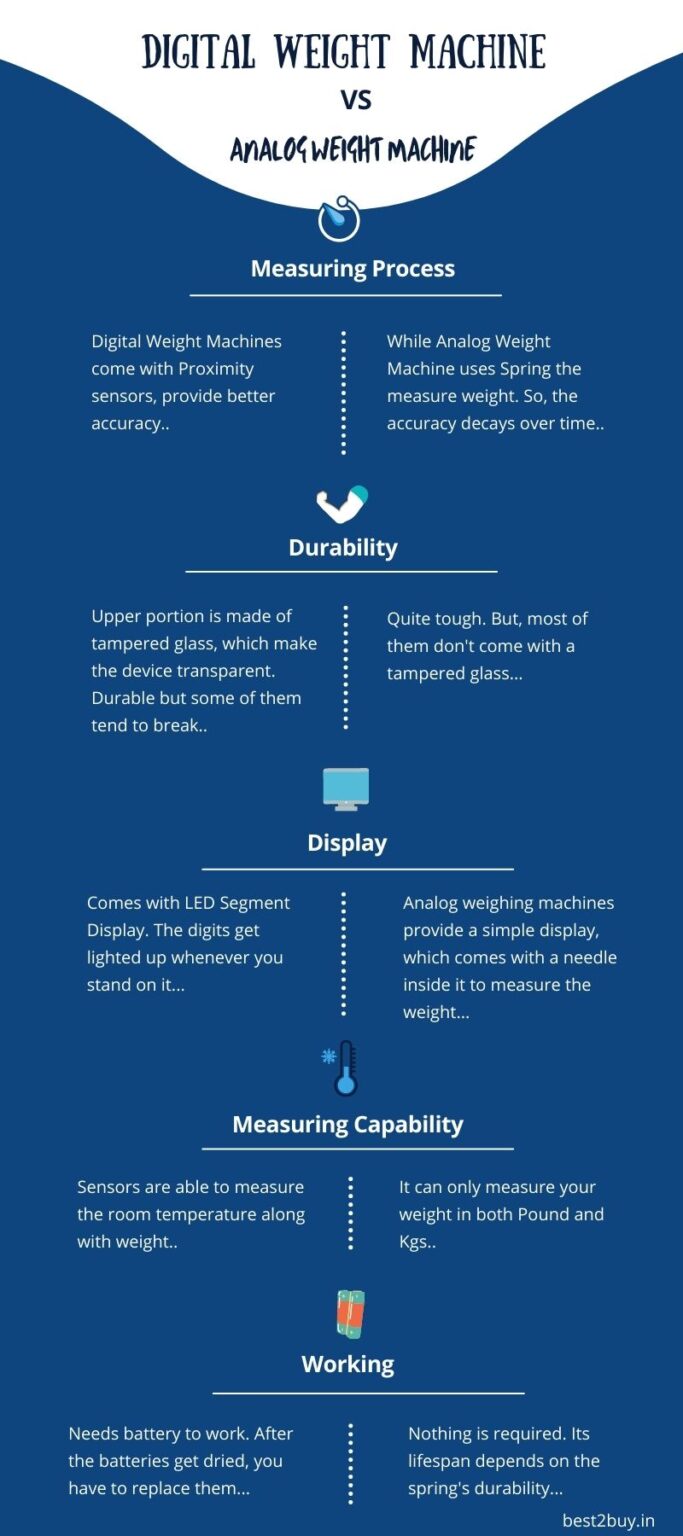 DIGITAL WEIGHT MACHINE
VS
ANALOG WEIGHT MACHINE
Measuring Process
Digital Weight Machines
come with Proximity
sensors, provide better
accuracy..
While Analog Weight
Machine uses Spring the
measure weight. So, the
accuracy decays over time..
Durability
Upper portion is made of
tampered glass, which make
the device transparent.
Durable but some of them
tend to break..
Quite tough. But, most of
them don't come with a
tampered glass...
Display
Comes with LED Segment
Display. The digits get
lighted up whenever you
stand on it...
Analog weighing machines
provide a simple display,
which comes with a needle
inside it to measure the
weight...
Measuring Capability
Sensors are able to measure
the room temperature along
with weight..
It can only measure your
weight in both Pound and
Kgs..
Working
Needs battery to work. After
the batteries get dried, you
have to replace them...
Nothing is required. Its
lifespan depends on the
spring's durability...
best2buy.in